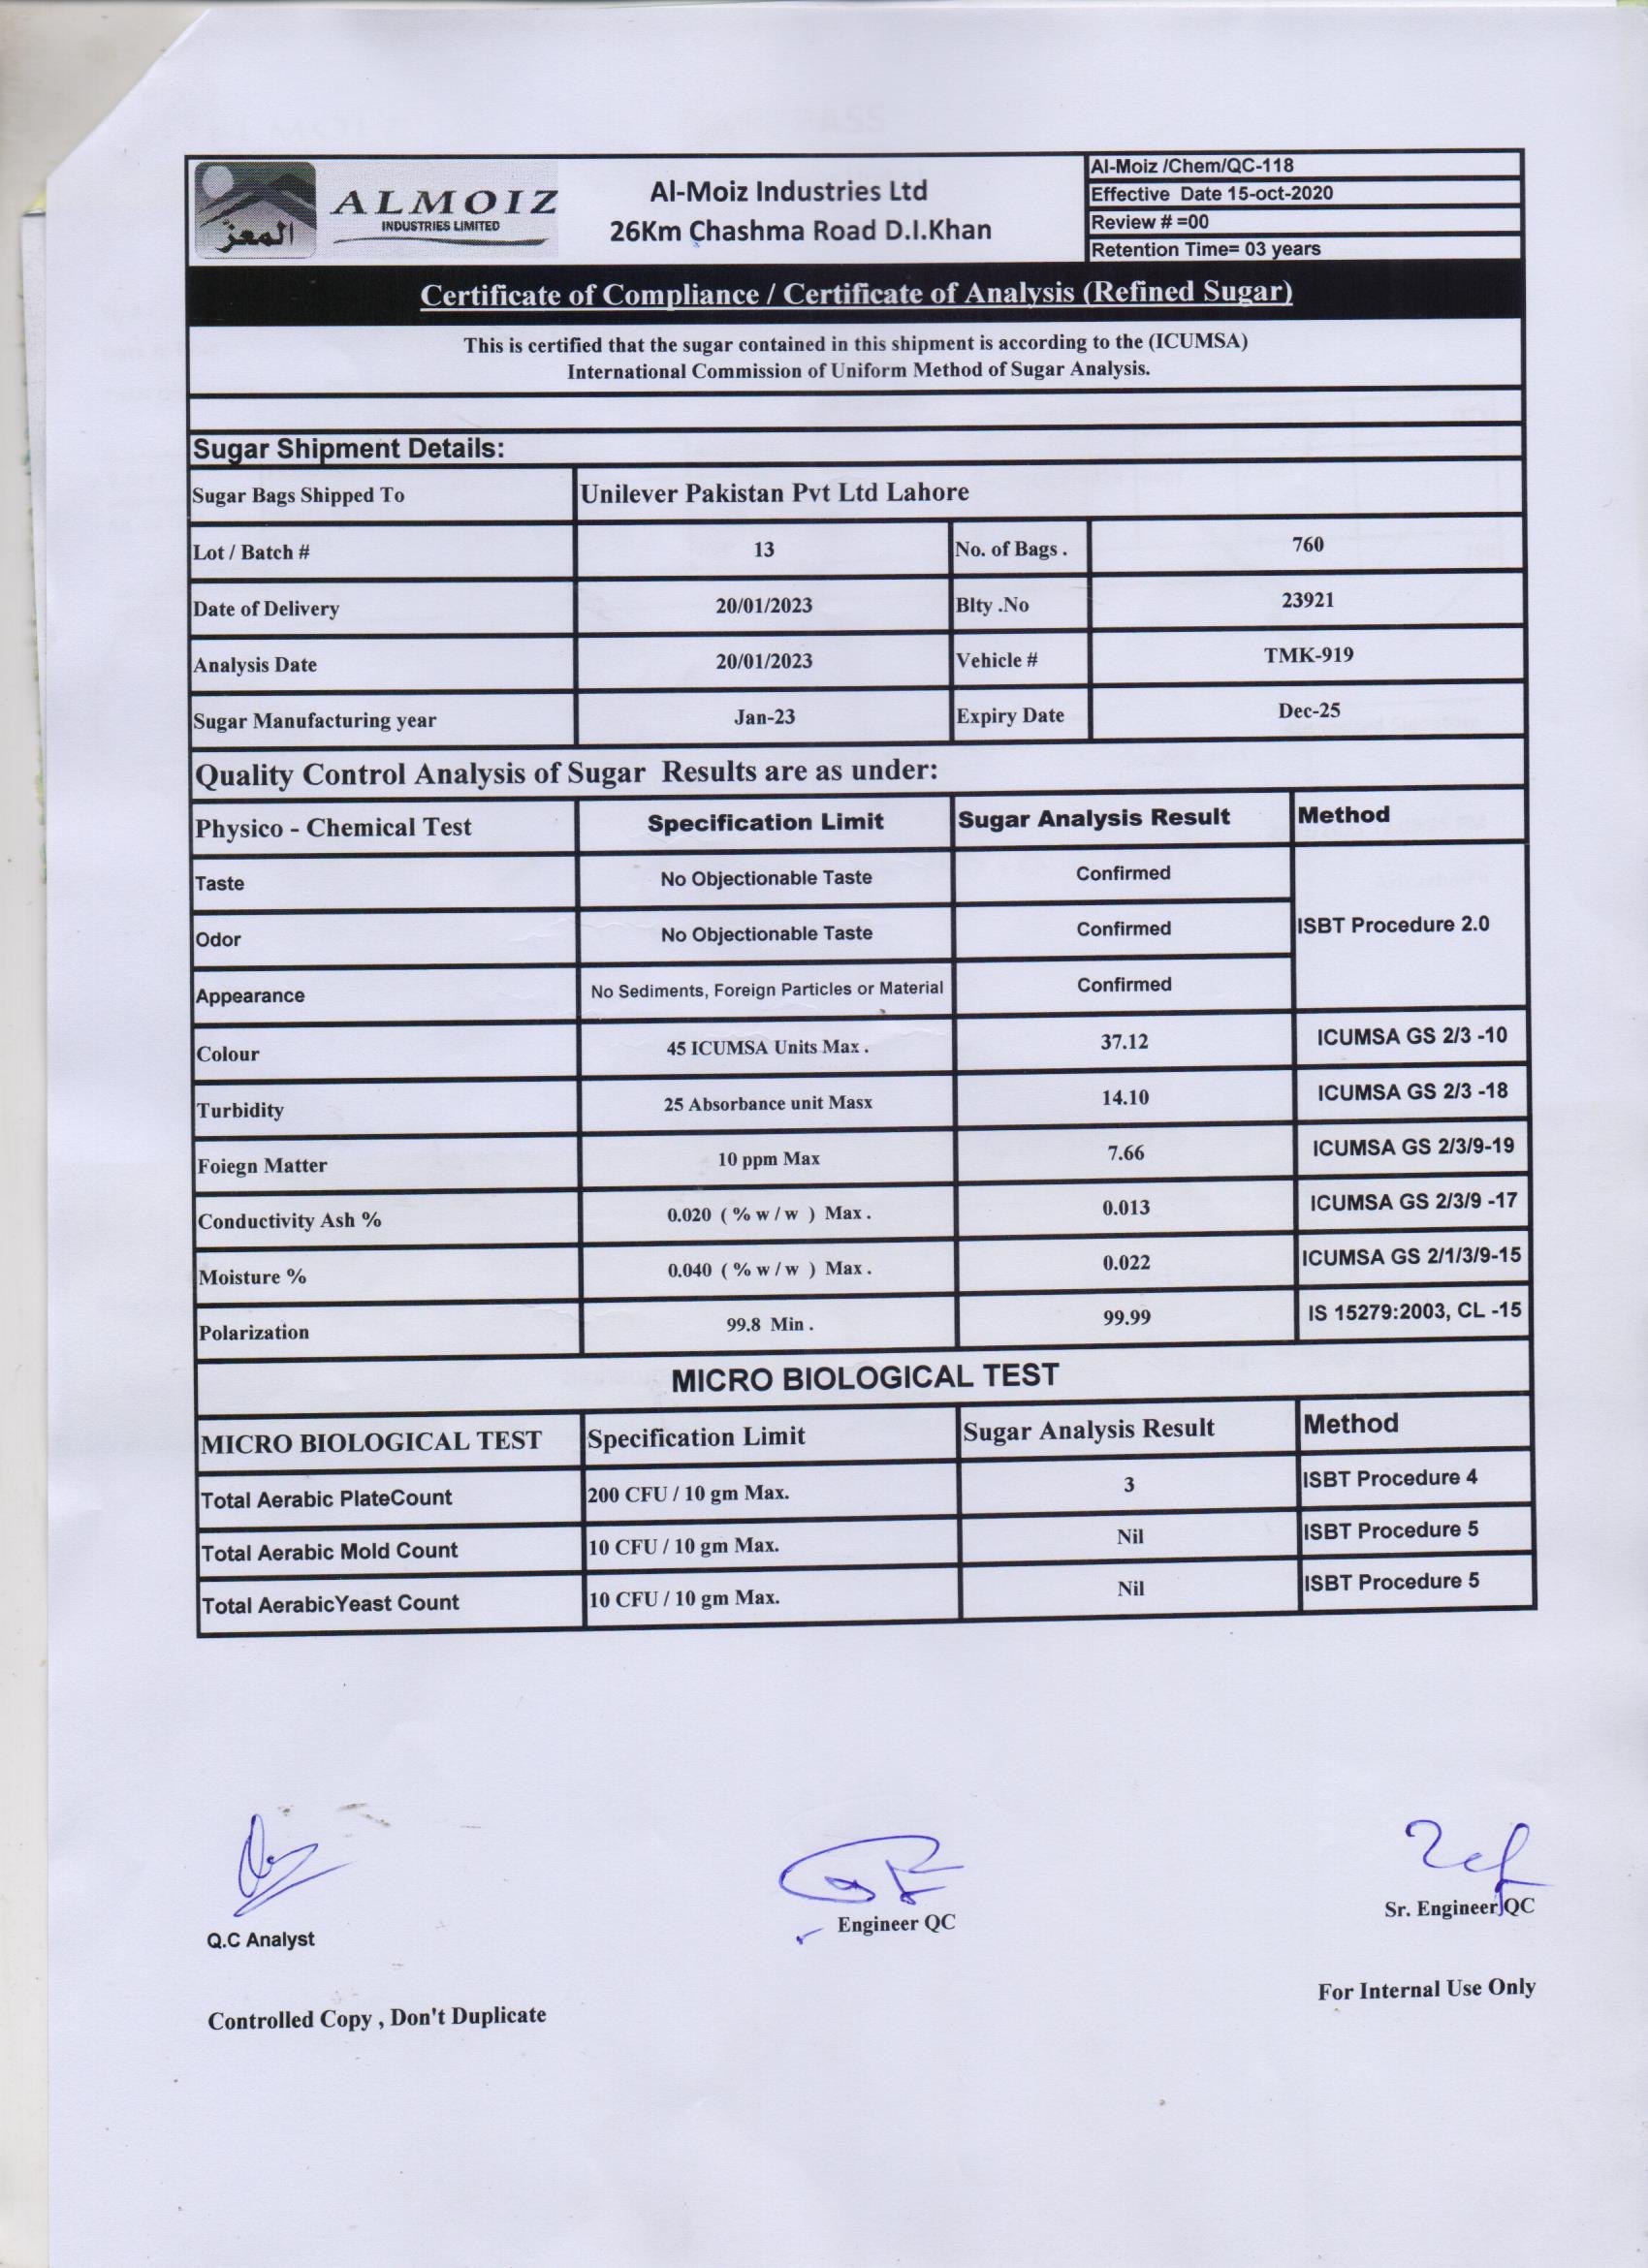 المعز
ALMOIZ
INDUSTRIES LIMITED
Al-Moiz Industries Ltd
26Km Chashma Road D.I.Khan
Al-Moiz /Chem/QC-118
Effective Date 15-oct-2020
Review # =00
Retention Time= 03 years
Certificate of Compliance / Certificate of Analysis (Refined Sugar)
This is certified that the sugar contained in this shipment is according to the (ICUMSA)
International Commission of Uniform Method of Sugar Analysis.
Sugar Shipment Details:
Sugar Bags Shipped To Unilever Pakistan Pvt Ltd Lahore
Lot / Batch # 13 No. of Bags . 760
Date of Delivery 20/01/2023 Blty .No 23921
Analysis Date 20/01/2023 Vehicle # TMK-919
Sugar Manufacturing year Jan-23 Expiry Date Dec-25
Quality Control Analysis of Sugar Results are as under:
Physico - Chemical Test Specification Limit Sugar Analysis Result Method
Taste No Objectionable Taste Confirmed
Odor No Objectionable Taste Confirmed ISBT Procedure 2.0
Appearance No Sediments, Foreign Particles or Material Confirmed
Colour 45 ICUMSA Units Max . 37.12 ICUMSA GS 2/3 -10
Turbidity 25 Absorbance unit Masx 14.10 ICUMSA GS 2/3 -18
Foiegn Matter 10 ppm Max 7.66 ICUMSA GS 2/3/9-19
Conductivity Ash % 0.020 ( % w / w ) Max . 0.013 ICUMSA GS 2/3/9 -17
Moisture % 0.040 ( % w / w ) Max . 0.022 ICUMSA GS 2/1/3/9-15
Polarization 99.8 Min . 99.99 IS 15279:2003, CL -15
MICRO BIOLOGICAL TEST
MICRO BIOLOGICAL TEST Specification Limit Sugar Analysis Result Method
Total Aerabic PlateCount 200 CFU / 10 gm Max. 3 ISBT Procedure 4
Total Aerabic Mold Count 10 CFU / 10 gm Max. Nil ISBT Procedure 5
Total AerabicYeast Count 10 CFU / 10 gm Max. Nil ISBT Procedure 5
Q.C Analyst
Engineer QC
Sr. Engineer QC
For Internal Use Only
Controlled Copy , Don't Duplicate